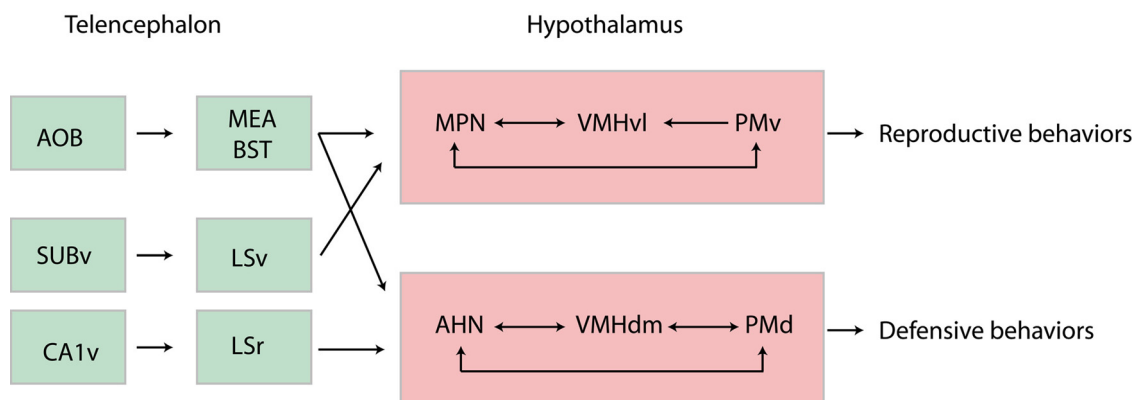 Telencephalon
Hypothalamus
AOB
MEA
BST
MPN
VMHvl
PMv
Reproductive behaviors
SUBv
LSv
AHN
VMHdm
PMd
Defensive behaviors
CA1v
LSr